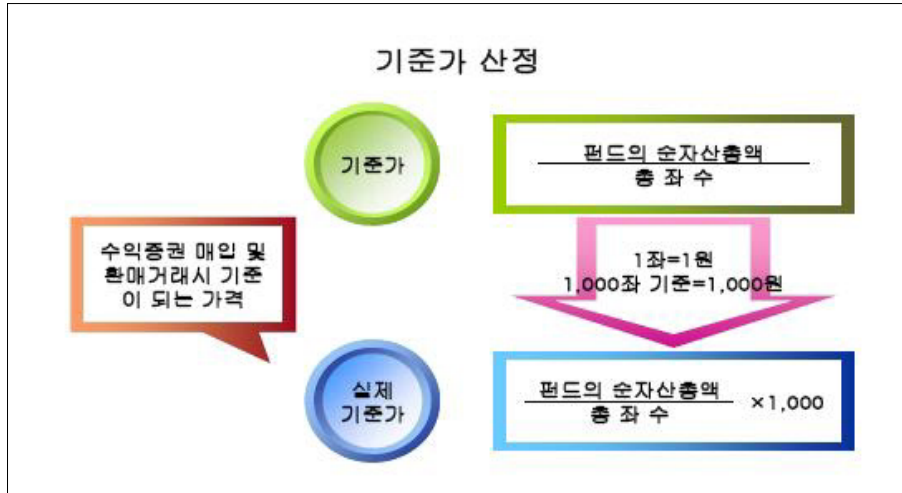 기준가 산정
기준가
펀드의 순자산총액
총 좌 수
수익증권 매입 및
환매거래시 기준
이 되는 가격
1좌=1원
1,000좌 기준=1,000원
실제
기준가
펀드의 순자산총액
총 좌 수
×1,000